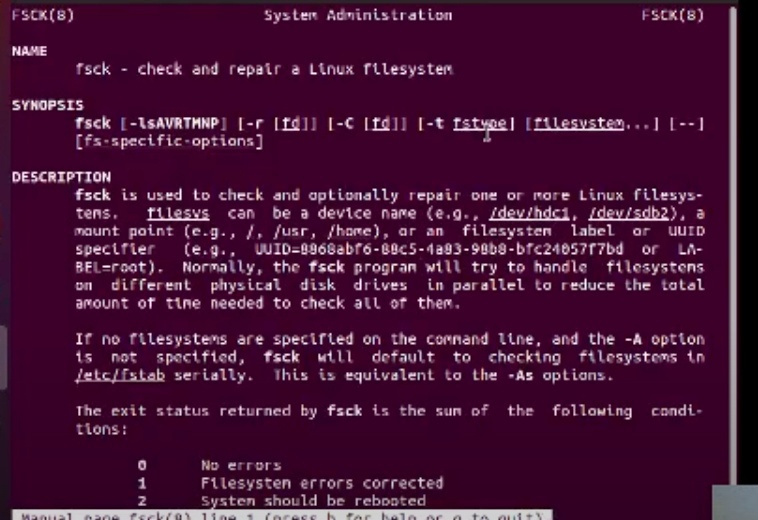 FSCK(8) System Administration FSCK(8)
NAME
fsck - check and repair a Linux filesystem
SYNOPSIS
fsck [-lsAVRTMNP] [-r [fd]] [-C [fd]] [-t fstype] [filesystem...] [--]
[fs-specific-options]
DESCRIPTION
fsck is used to check and optionally repair one or more Linux filesys-
tems. filesys can be a device name (e.g., /dev/hdc1, /dev/sdb2), a
mount point (e.g., /, /usr, /home), or an filesystem label or UUID
specifier (e.g., UUID=8868abf6-88c5-4a83-98b8-bfc24057f7bd or LA-
BEL=root). Normally, the fsck program will try to handle filesystems
on different physical disk drives in parallel to reduce the total
amount of time needed to check all of them.
If no filesystems are specified on the command line, and the -A option
is not specified, fsck will default to checking filesystems in
/etc/fstab serially. This is equivalent to the -As options.
The exit status returned by fsck is the sum of the following condi-
tions:
0 No errors
1 Filesystem errors corrected
2 System should be rebooted
Manual page fsck(8) line 1 (press h for help or q to quit)